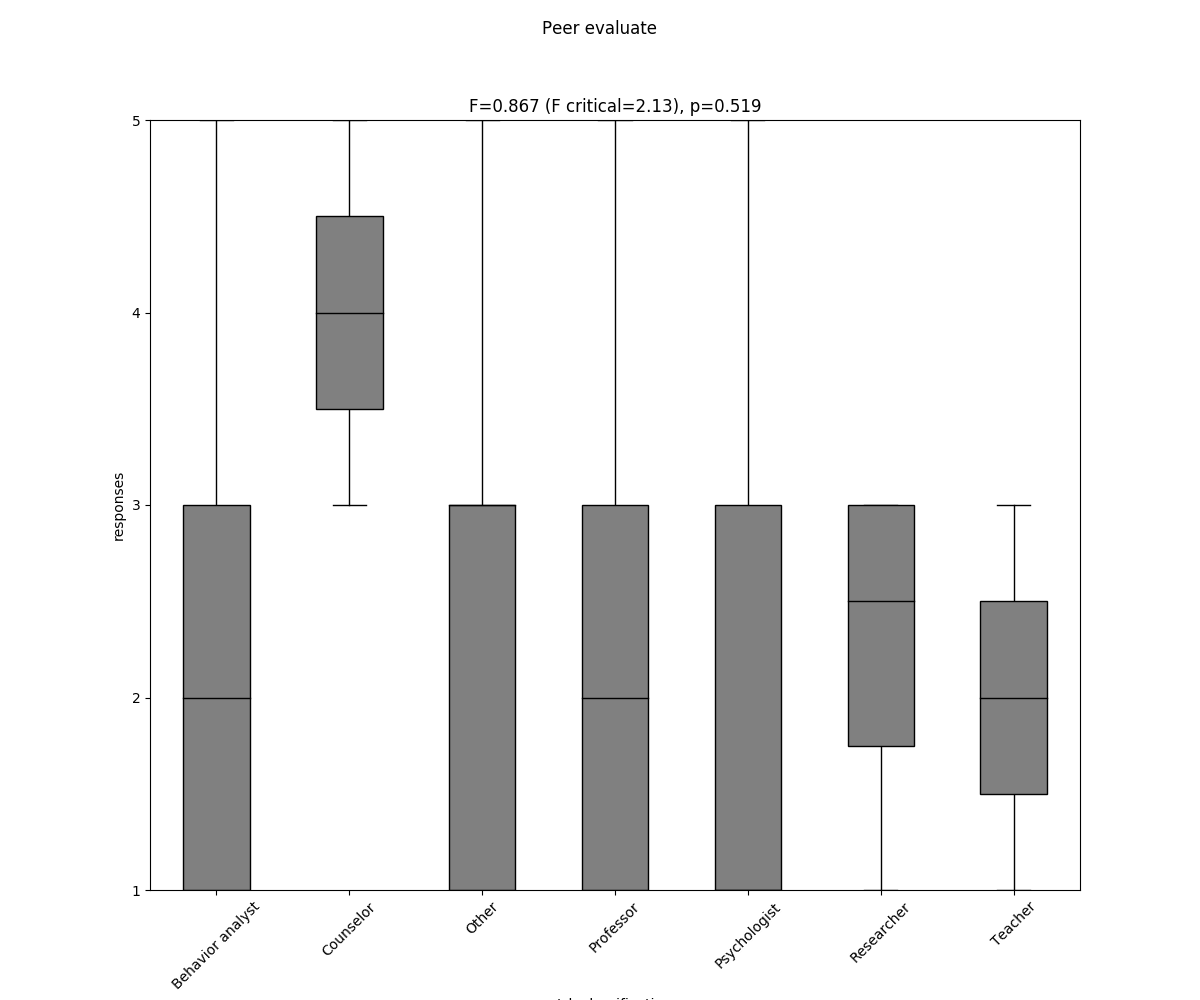 Peer evaluate
F=0.867 (F critical=2.13), p=0.519
5
4
3
2
1
responses
Behavior analyst
Counselor
Other
Professor
Psychologist
Researcher
Teacher